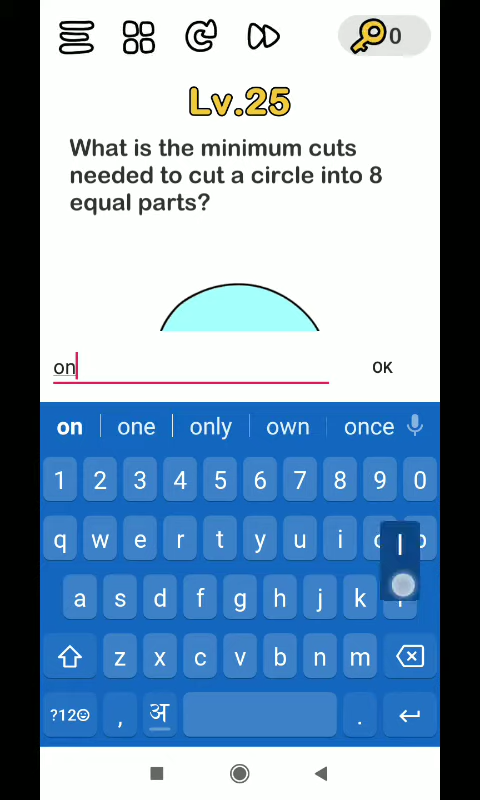 0
Lv.25
What is the minimum cuts
needed to cut a circle into 8
equal parts?
on
OK
on one only own once
1 2 3 4 5 6 7 8 9 0
q w e r t y u i
l
a s d f g h j k
z x c v b n m
?12☺ , अ .